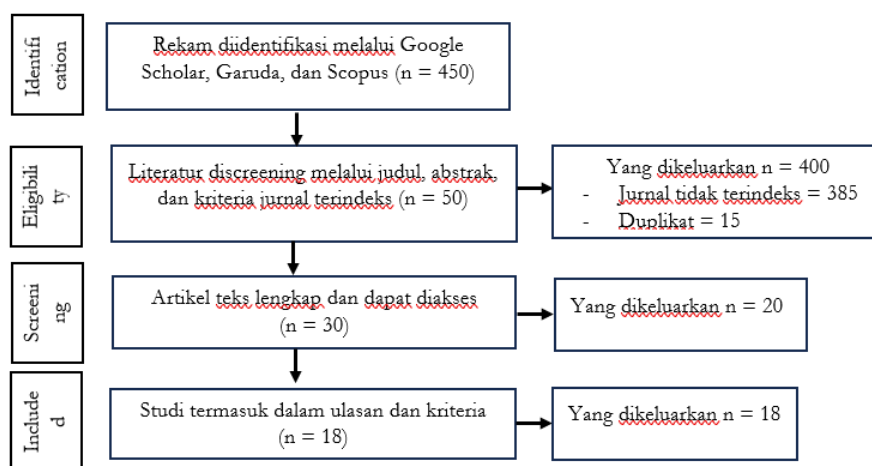 Identifi
cation
Rekam diidentifikasi melalui Google
Scholar, Garuda, dan Scopus (n = 450)
Eligibili
ty
Literatur discreening melalui judul, abstrak,
dan kriteria jurnal terindeks (n = 50)
Yang dikeluarkan n = 400
- Jurnal tidak terindeks = 385
- Duplikat = 15
Screeni
ng
Artikel teks lengkap dan dapat diakses
(n = 30)
Yang dikeluarkan n = 20
Include
d
Studi termasuk dalam ulasan dan kriteria
(n = 18)
Yang dikeluarkan n = 18